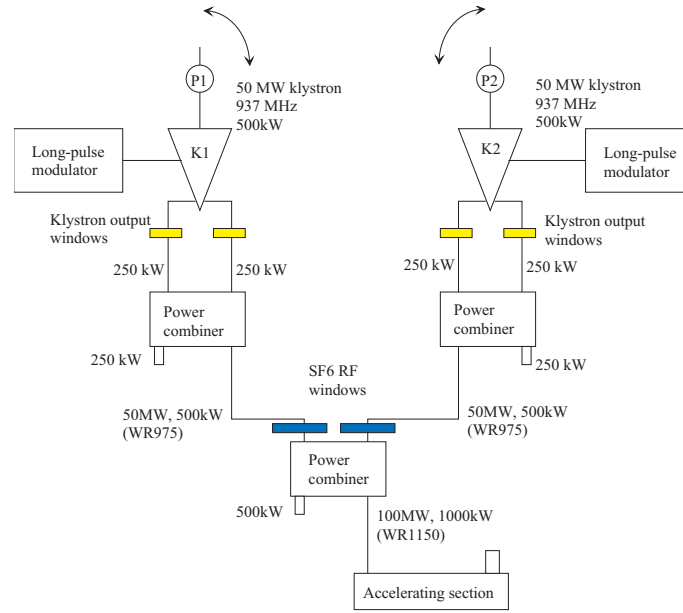 P1
50 MW klystron
937 MHz
500kW
K1
Long-pulse
modulator
P2
50 MW klystron
937 MHz
500kW
K2
Long-pulse
modulator
Klystron output
windows
Klystron output
windows
250 kW
250 kW
250 kW
250 kW
Power
combiner
Power
combiner
250 kW
250 kW
SF6 RF
windows
50MW, 500kW
(WR975)
50MW, 500kW
(WR975)
Power
combiner
500kW
100MW, 1000kW
(WR1150)
Accelerating section